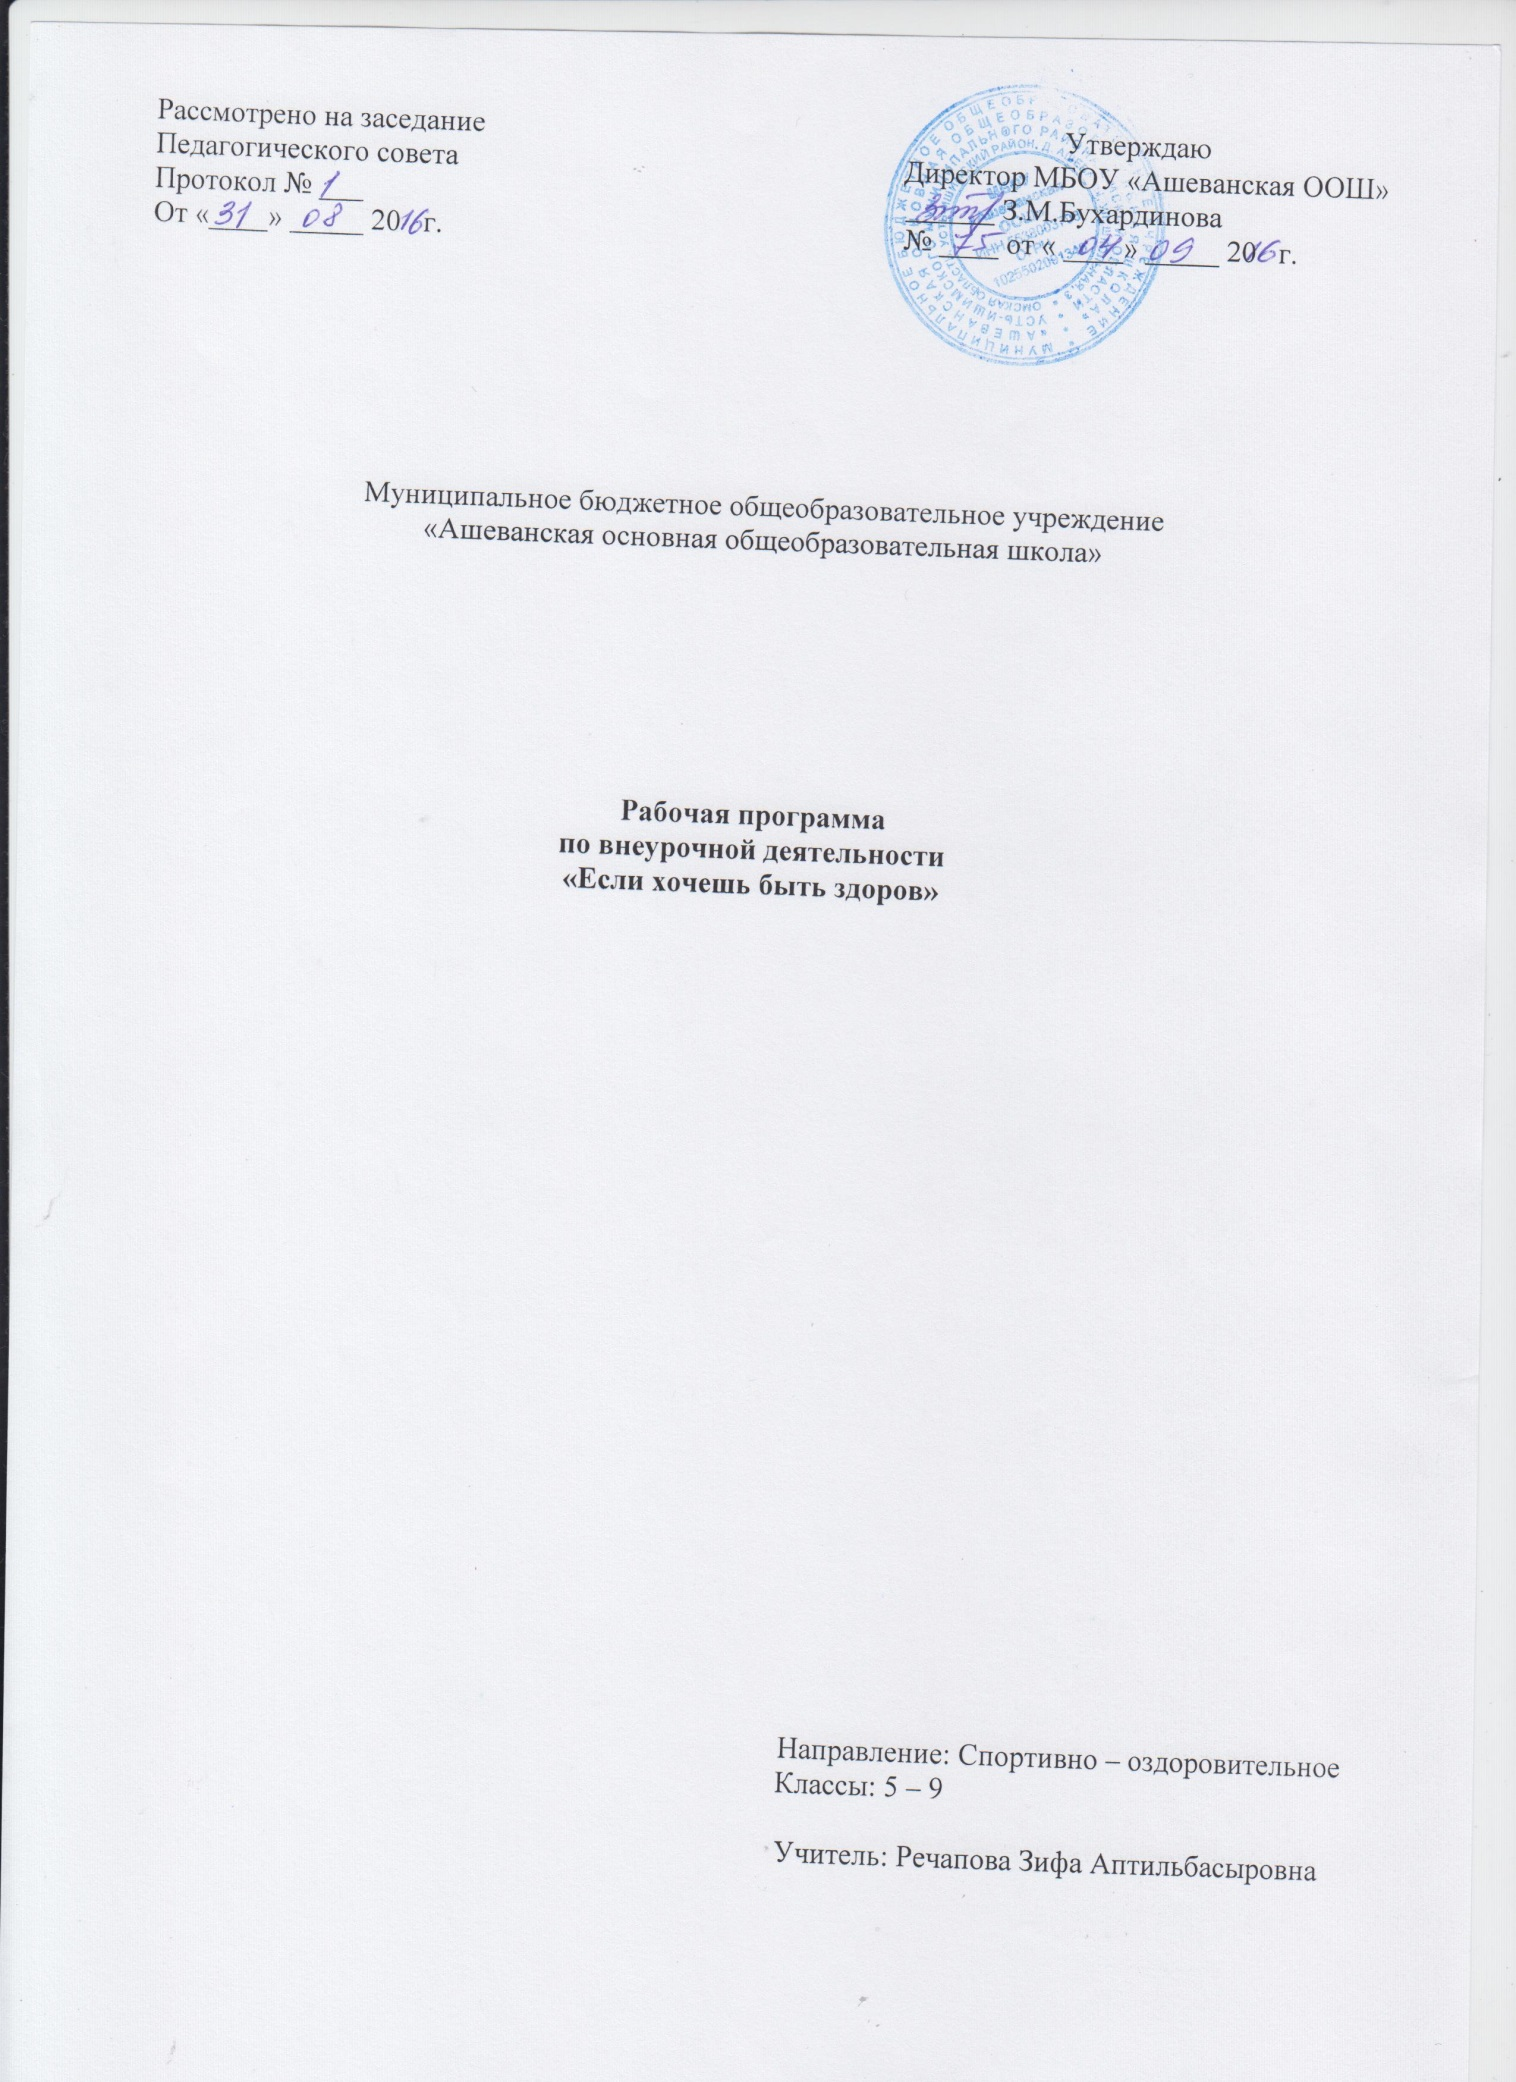 Рассмотрено на заседание
Педагогического совета
Протокол № 1
От «31» 08 2016г.
Утверждаю
Директор МБОУ «Ашеванская ООШ»
З.М.Бухардинова
№ 75 от « 04» 09 2016 г.
Муниципальное бюджетное общеобразовательное учреждение
«Ашеванская основная общеобразовательная школа»
Рабочая программа
по внеурочной деятельности
«Если хочешь быть здоров»
Направление: Спортивно – оздоровительное
Классы: 5 – 9
Учитель: Речапова Зифа Аптильбасыровна